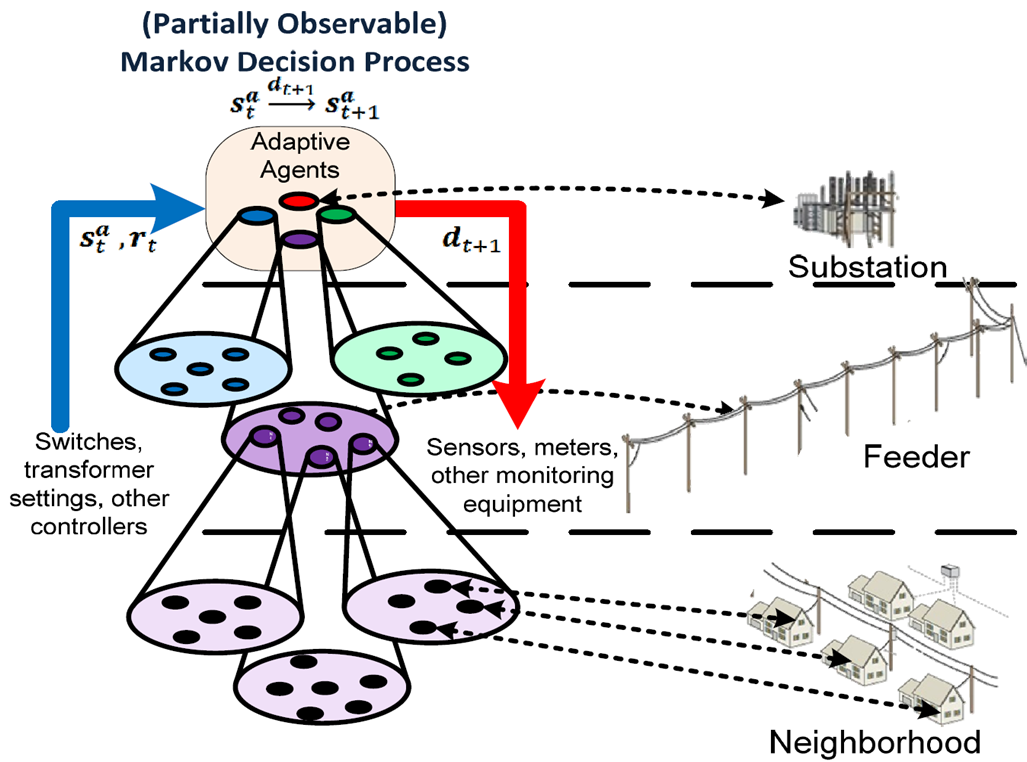 (Partially Observable)
Markov Decision Process
s_t^a \xrightarrow{d_{t+1}} s_{t+1}^a
Adaptive
Agents
s_t^a , r_t
d_{t+1}
Substation
Switches,
transformer
settings, other
controllers
Sensors, meters,
other monitoring
equipment
Feeder
Neighborhood